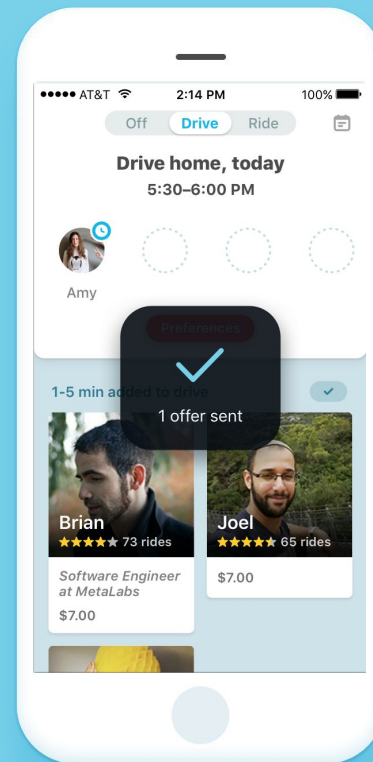 AT&T 2:14 PM 100%
Off Drive Ride
Drive home, today
5:30–6:00 PM
Amy
Preferences
1-5 min added to drive
1 offer sent
Brian
73 rides
Joel
65 rides
Software Engineer
at MetaLabs
$7.00
$7.00